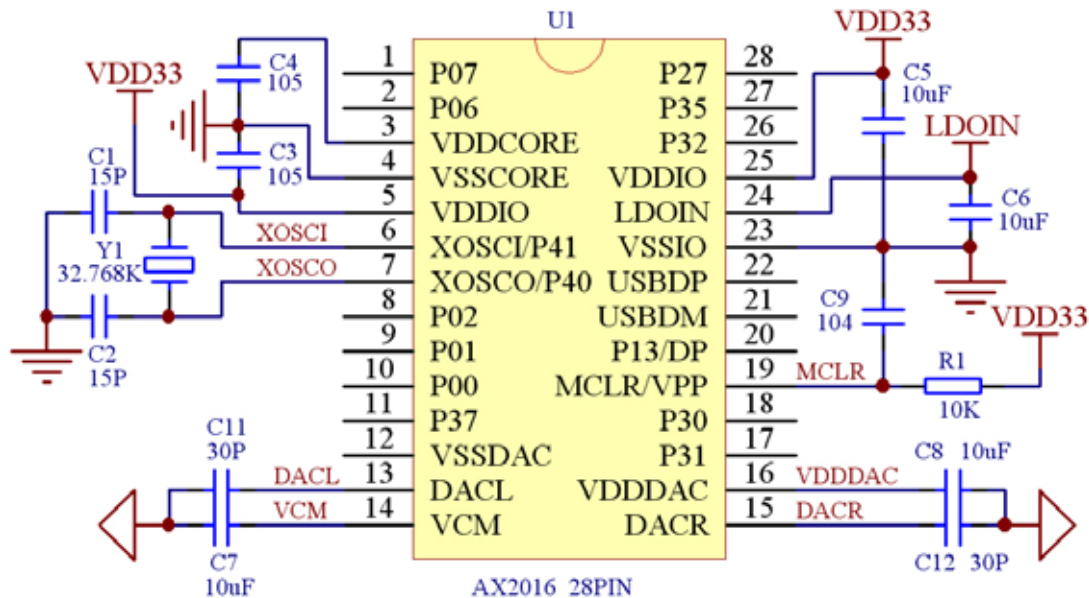 U1
VDD33
C4
105
C3
105
C1
15P
Y1
32.768K
C2
15P
XOSCI
XOSCO
C11
30P
DACL
VCM
C7
10uF
1 P07
2 P06
3 VDDCORE
4 VSSCORE
5 VDDIO
6 XOSCI/P41
7 XOSCO/P40
8 P02
9 P01
10 P00
11 P37
12 VSSDAC
13 DACL
14 VCM
P27 28
P35 27
P32 26
VDDIO 25
LDOIN 24
VSSIO 23
USBDP 22
USBDM 21
P13/DP 20
MCLR/VPP 19
P30 18
P31 17
VDDDAC 16
DACR 15
VDD33
C5
10uF
LDOIN
C6
10uF
C9
104
VDD33
MCLR
R1
10K
C8 10uF
VDDDAC
DACR
C12 30P
AX2016 28PIN